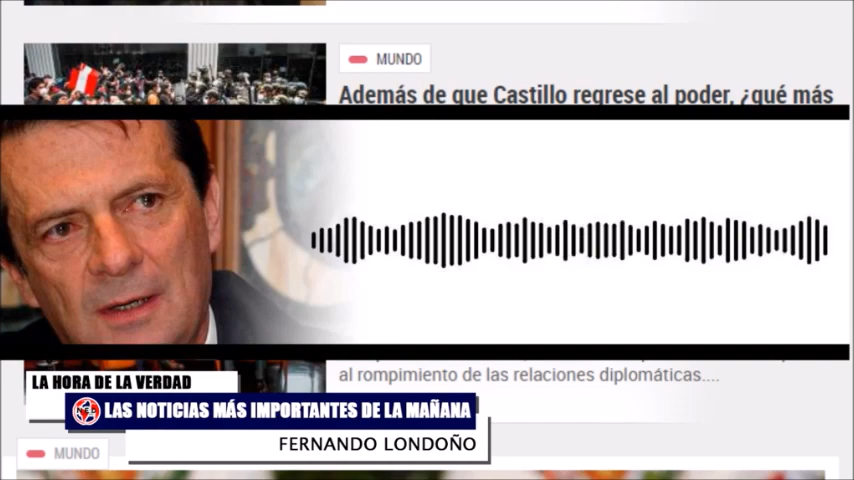 MUNDO
Además de que Castillo regrese al poder, ¿qué más
al rompimiento de las relaciones diplomáticas....
LA HORA DE LA VERDAD
LAS NOTICIAS MÁS IMPORTANTES DE LA MAÑANA
FERNANDO LONDOÑO
MUNDO